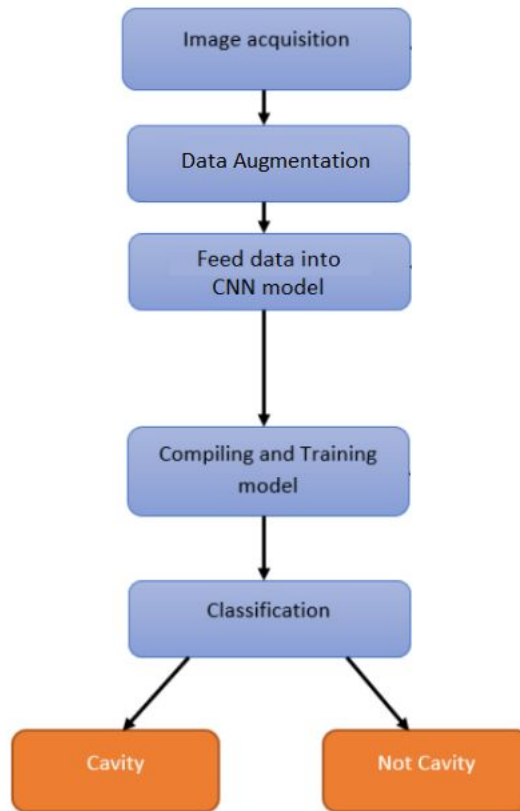 Image acquisition
Data Augmentation
Feed data into
CNN model
Compiling and Training
model
Classification
Cavity
Not Cavity